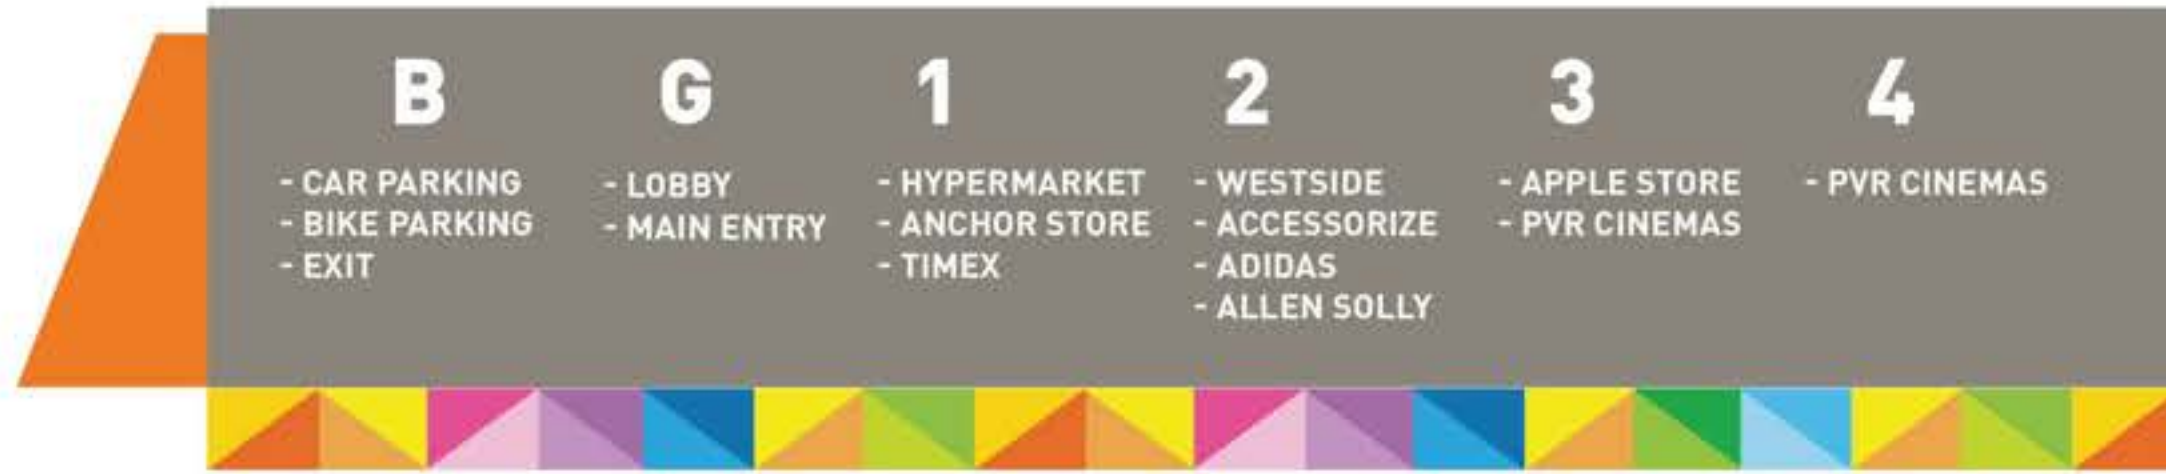 B
- CAR PARKING
- BIKE PARKING
- EXIT
G
- LOBBY
- MAIN ENTRY
1
- HYPERMARKET
- ANCHOR STORE
- TIMEX
2
- WESTSIDE
- ACCESSORIZE
- ADIDAS
- ALLEN SOLLY
3
- APPLE STORE
- PVR CINEMAS
4
- PVR CINEMAS